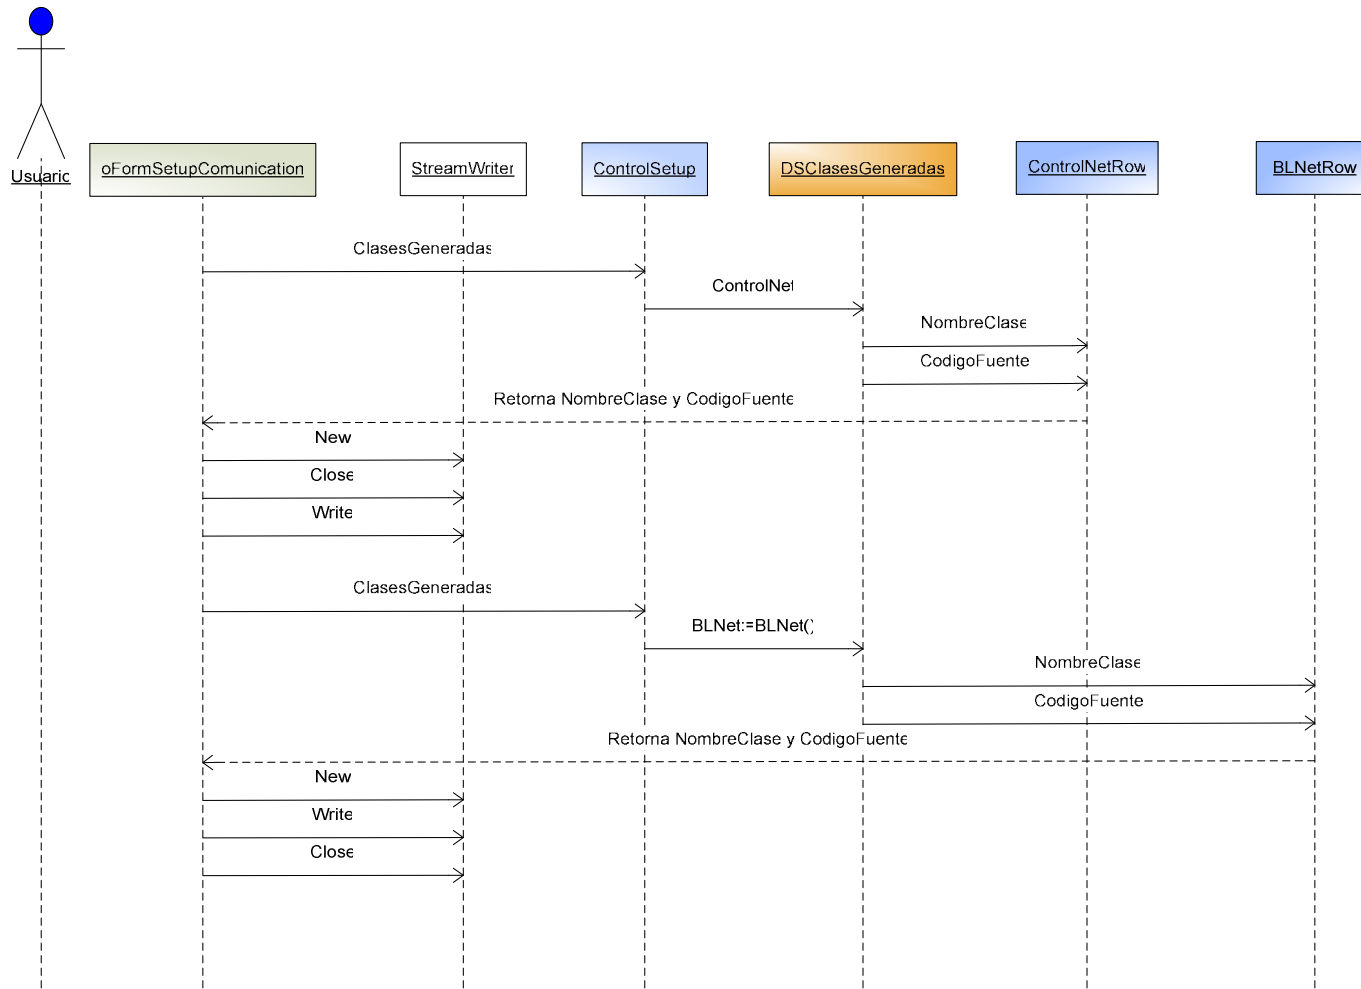 Usuario
oFormSetupComunication
StreamWriter
ControlSetup
DSClasesGeneradas
ControlNetRow
BLNetRow
ClasesGeneradas
ControlNet
NombreClase
CodigoFuente
Retorna NombreClase y CodigoFuente
New
Close
Write
ClasesGeneradas
BLNet:=BLNet()
NombreClase
CodigoFuente
Retorna NombreClase y CodigoFuente
New
Write
Close